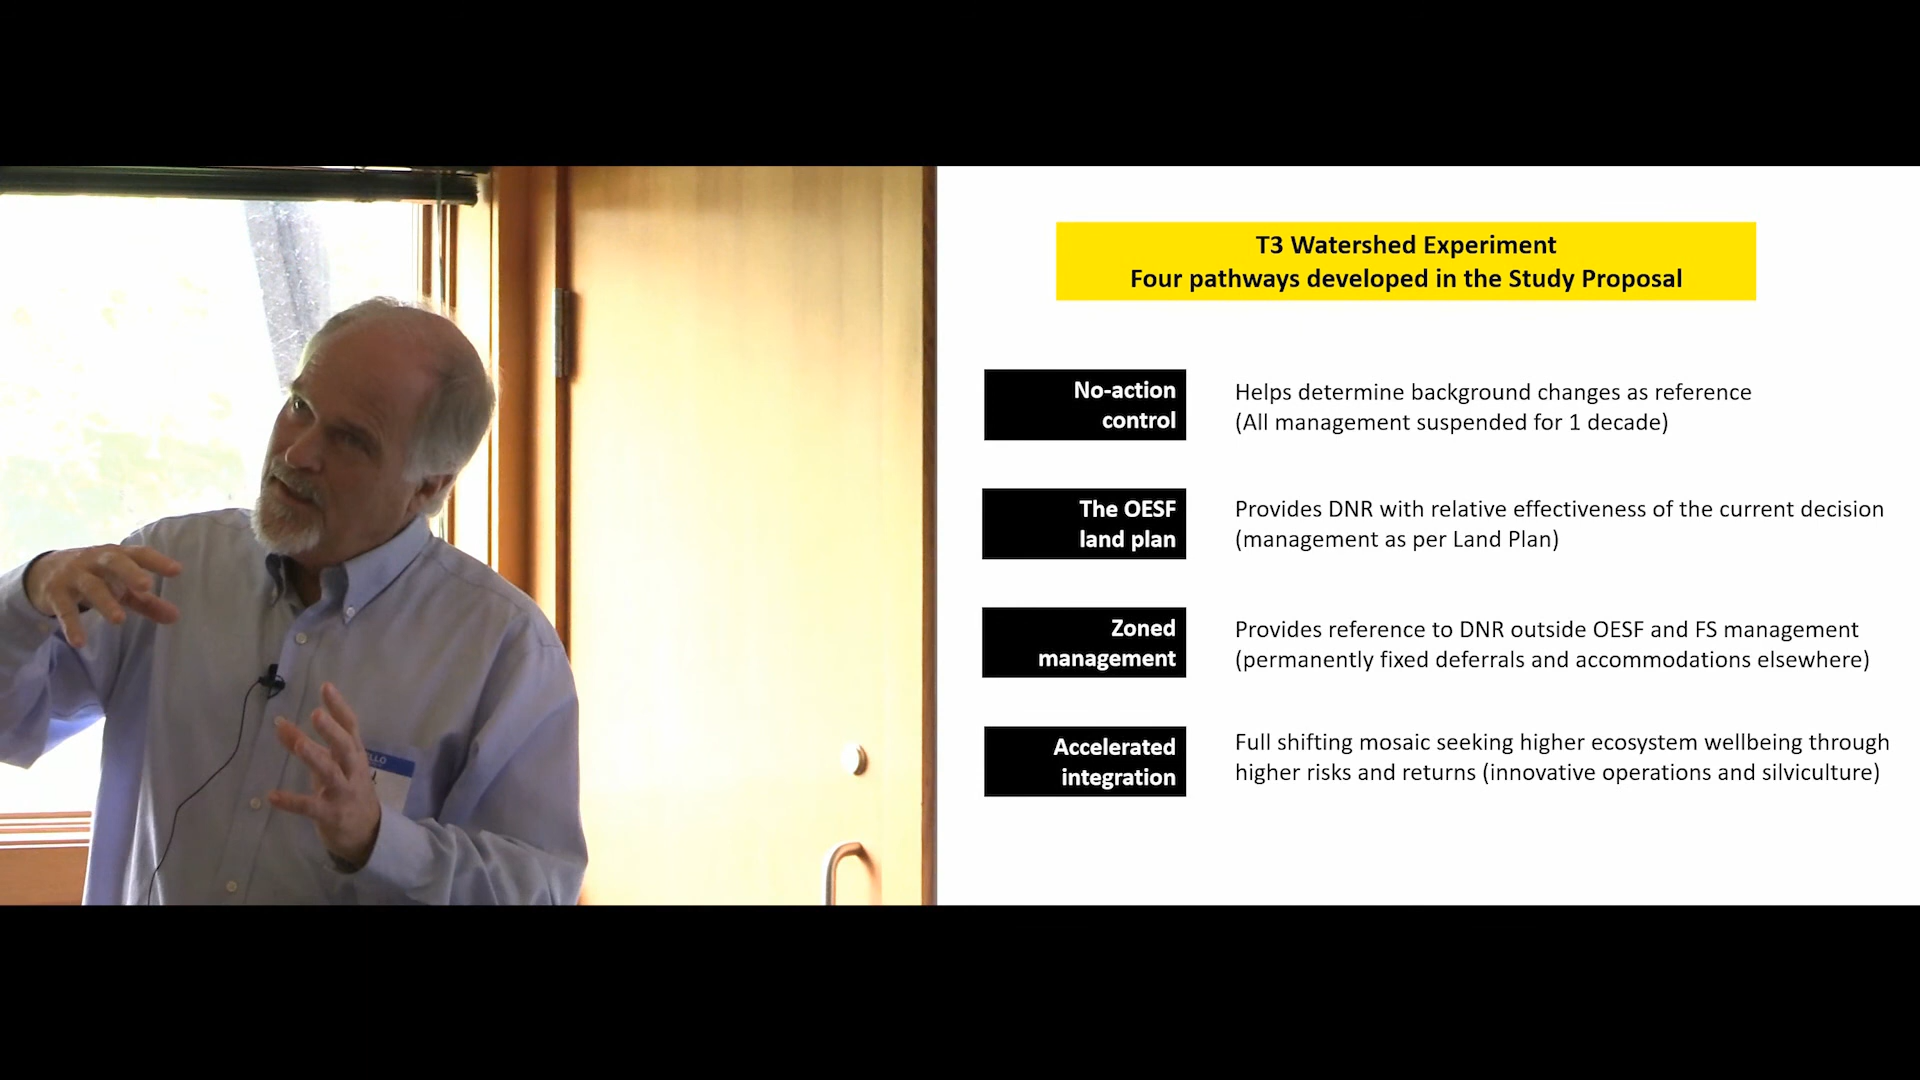 T3 Watershed Experiment
Four pathways developed in the Study Proposal
No-action
control
Helps determine background changes as reference
(All management suspended for 1 decade)
The OESF
land plan
Provides DNR with relative effectiveness of the current decision
(management as per Land Plan)
Zoned
management
Provides reference to DNR outside OESF and FS management
(permanently fixed deferrals and accommodations elsewhere)
Accelerated
integration
Full shifting mosaic seeking higher ecosystem wellbeing through
higher risks and returns (innovative operations and silviculture)